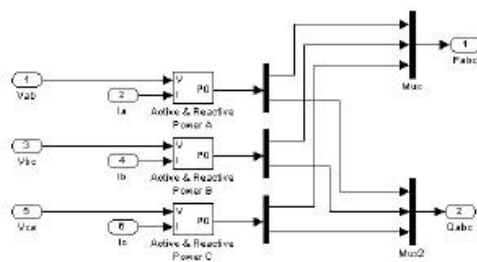 1
Vab
2
Ia
V
I
PQ
Active & Reactive
Power A
3
Vbc
4
Ib
V
I
PQ
Active & Reactive
Power B
5
Vca
6
Ic
V
I
PQ
Active & Reactive
Power C
Mux
1
Pabc
Mux2
2
Qabc